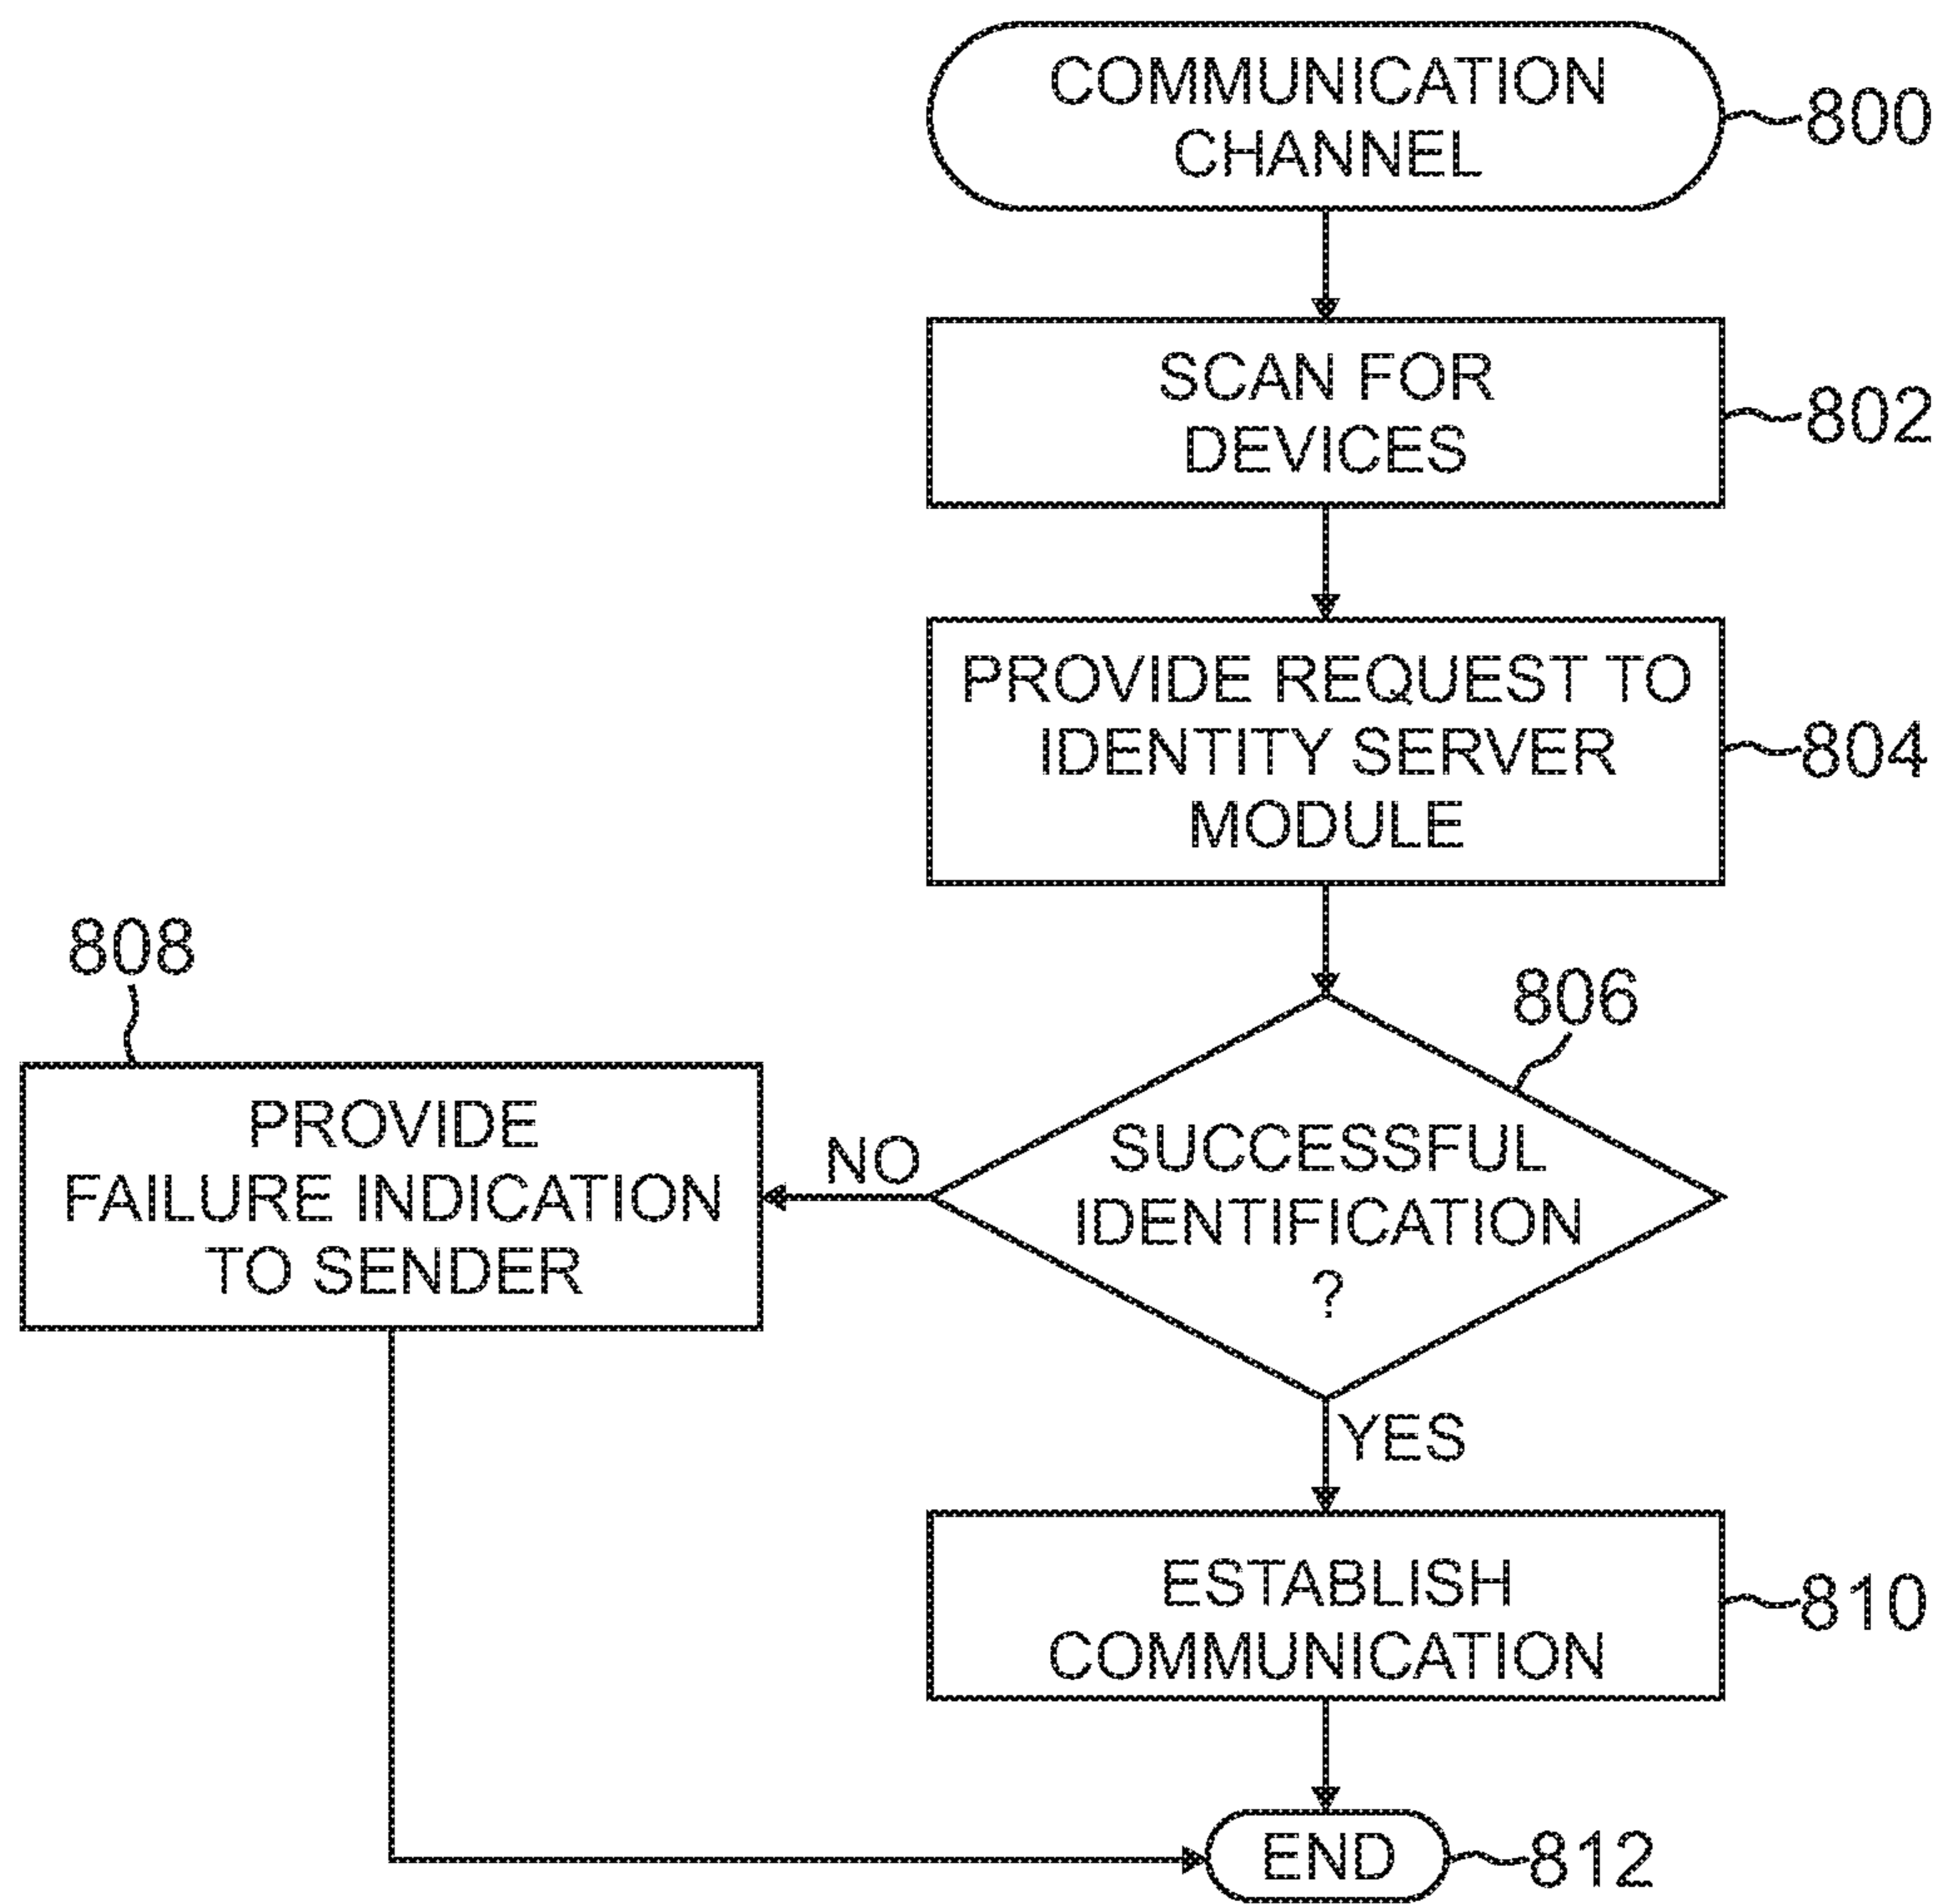 COMMUNICATION
CHANNEL
800
SCAN FOR
DEVICES
802
PROVIDE REQUEST TO
IDENTITY SERVER
MODULE
804
806
SUCCESSFUL
IDENTIFICATION
?
NO
808
PROVIDE
FAILURE INDICATION
TO SENDER
YES
ESTABLISH
COMMUNICATION
810
END
812